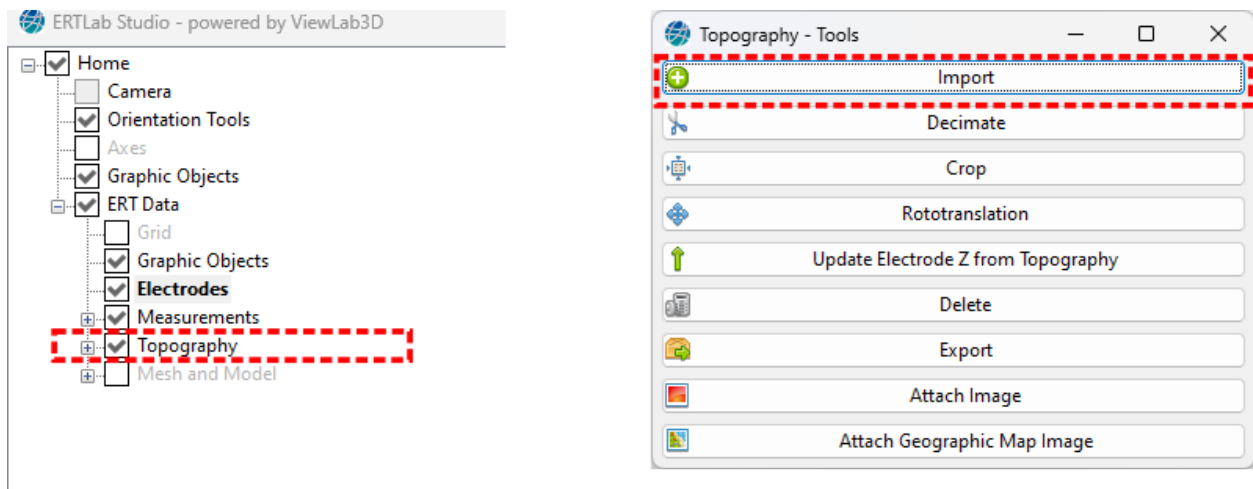 ERTLab Studio - powered by ViewLab3D
Home
Camera
Orientation Tools
Axes
Graphic Objects
ERT Data
Grid
Graphic Objects
Electrodes
Measurements
Topography
Mesh and Model
Topography - Tools
Import
Decimate
Crop
Rototranslation
Update Electrode Z from Topography
Delete
Export
Attach Image
Attach Geographic Map Image